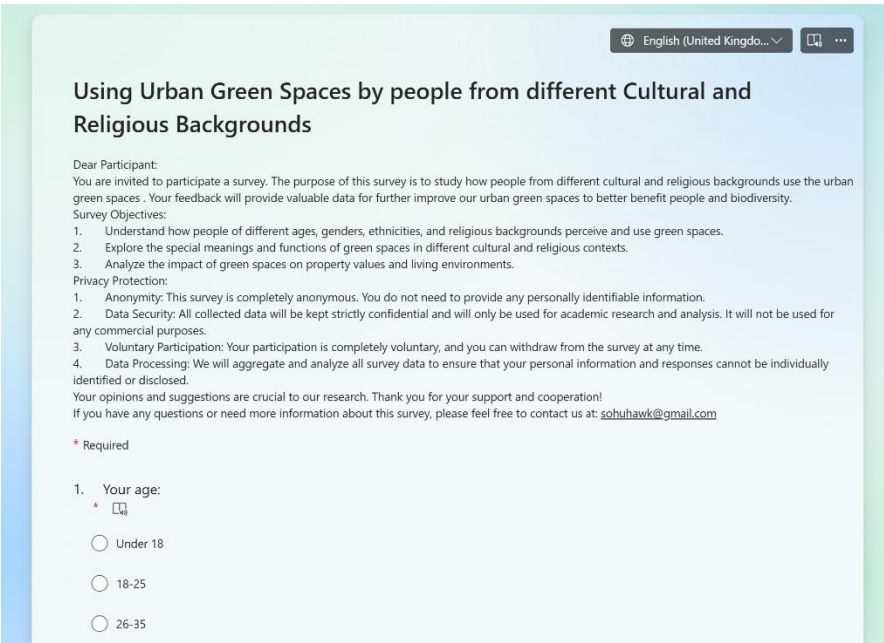 English (United Kingdo...
Using Urban Green Spaces by people from different Cultural and
Religious Backgrounds
Dear Participant:
You are invited to participate a survey. The purpose of this survey is to study how people from different cultural and religious backgrounds use the urban
green spaces . Your feedback will provide valuable data for further improve our urban green spaces to better benefit people and biodiversity.
Survey Objectives:
1. Understand how people of different ages, genders, ethnicities, and religious backgrounds perceive and use green spaces.
2. Explore the special meanings and functions of green spaces in different cultural and religious contexts.
3. Analyze the impact of green spaces on property values and living environments.
Privacy Protection:
1. Anonymity: This survey is completely anonymous. You do not need to provide any personally identifiable information.
2. Data Security: All collected data will be kept strictly confidential and will only be used for academic research and analysis. It will not be used for
any commercial purposes.
3. Voluntary Participation: Your participation is completely voluntary, and you can withdraw from the survey at any time.
4. Data Processing: We will aggregate and analyze all survey data to ensure that your personal information and responses cannot be individually
identified or disclosed.
Your opinions and suggestions are crucial to our research. Thank you for your support and cooperation!
If you have any questions or need more information about this survey, please feel free to contact us at: sohuhawk@gmail.com
* Required
1. Your age:
*
Under 18
18-25
26-35